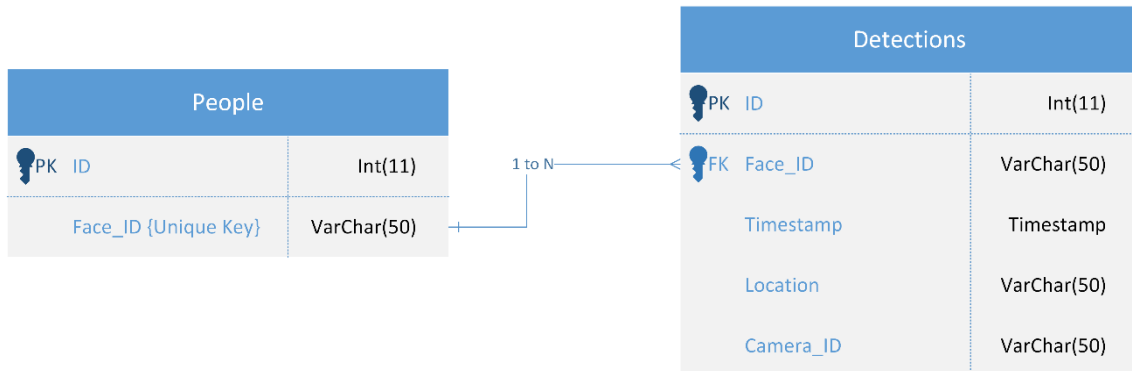 People
PK ID Int(11)
Face_ID {Unique Key} VarChar(50)
1 to N
Detections
PK ID Int(11)
FK Face_ID VarChar(50)
Timestamp Timestamp
Location VarChar(50)
Camera_ID VarChar(50)